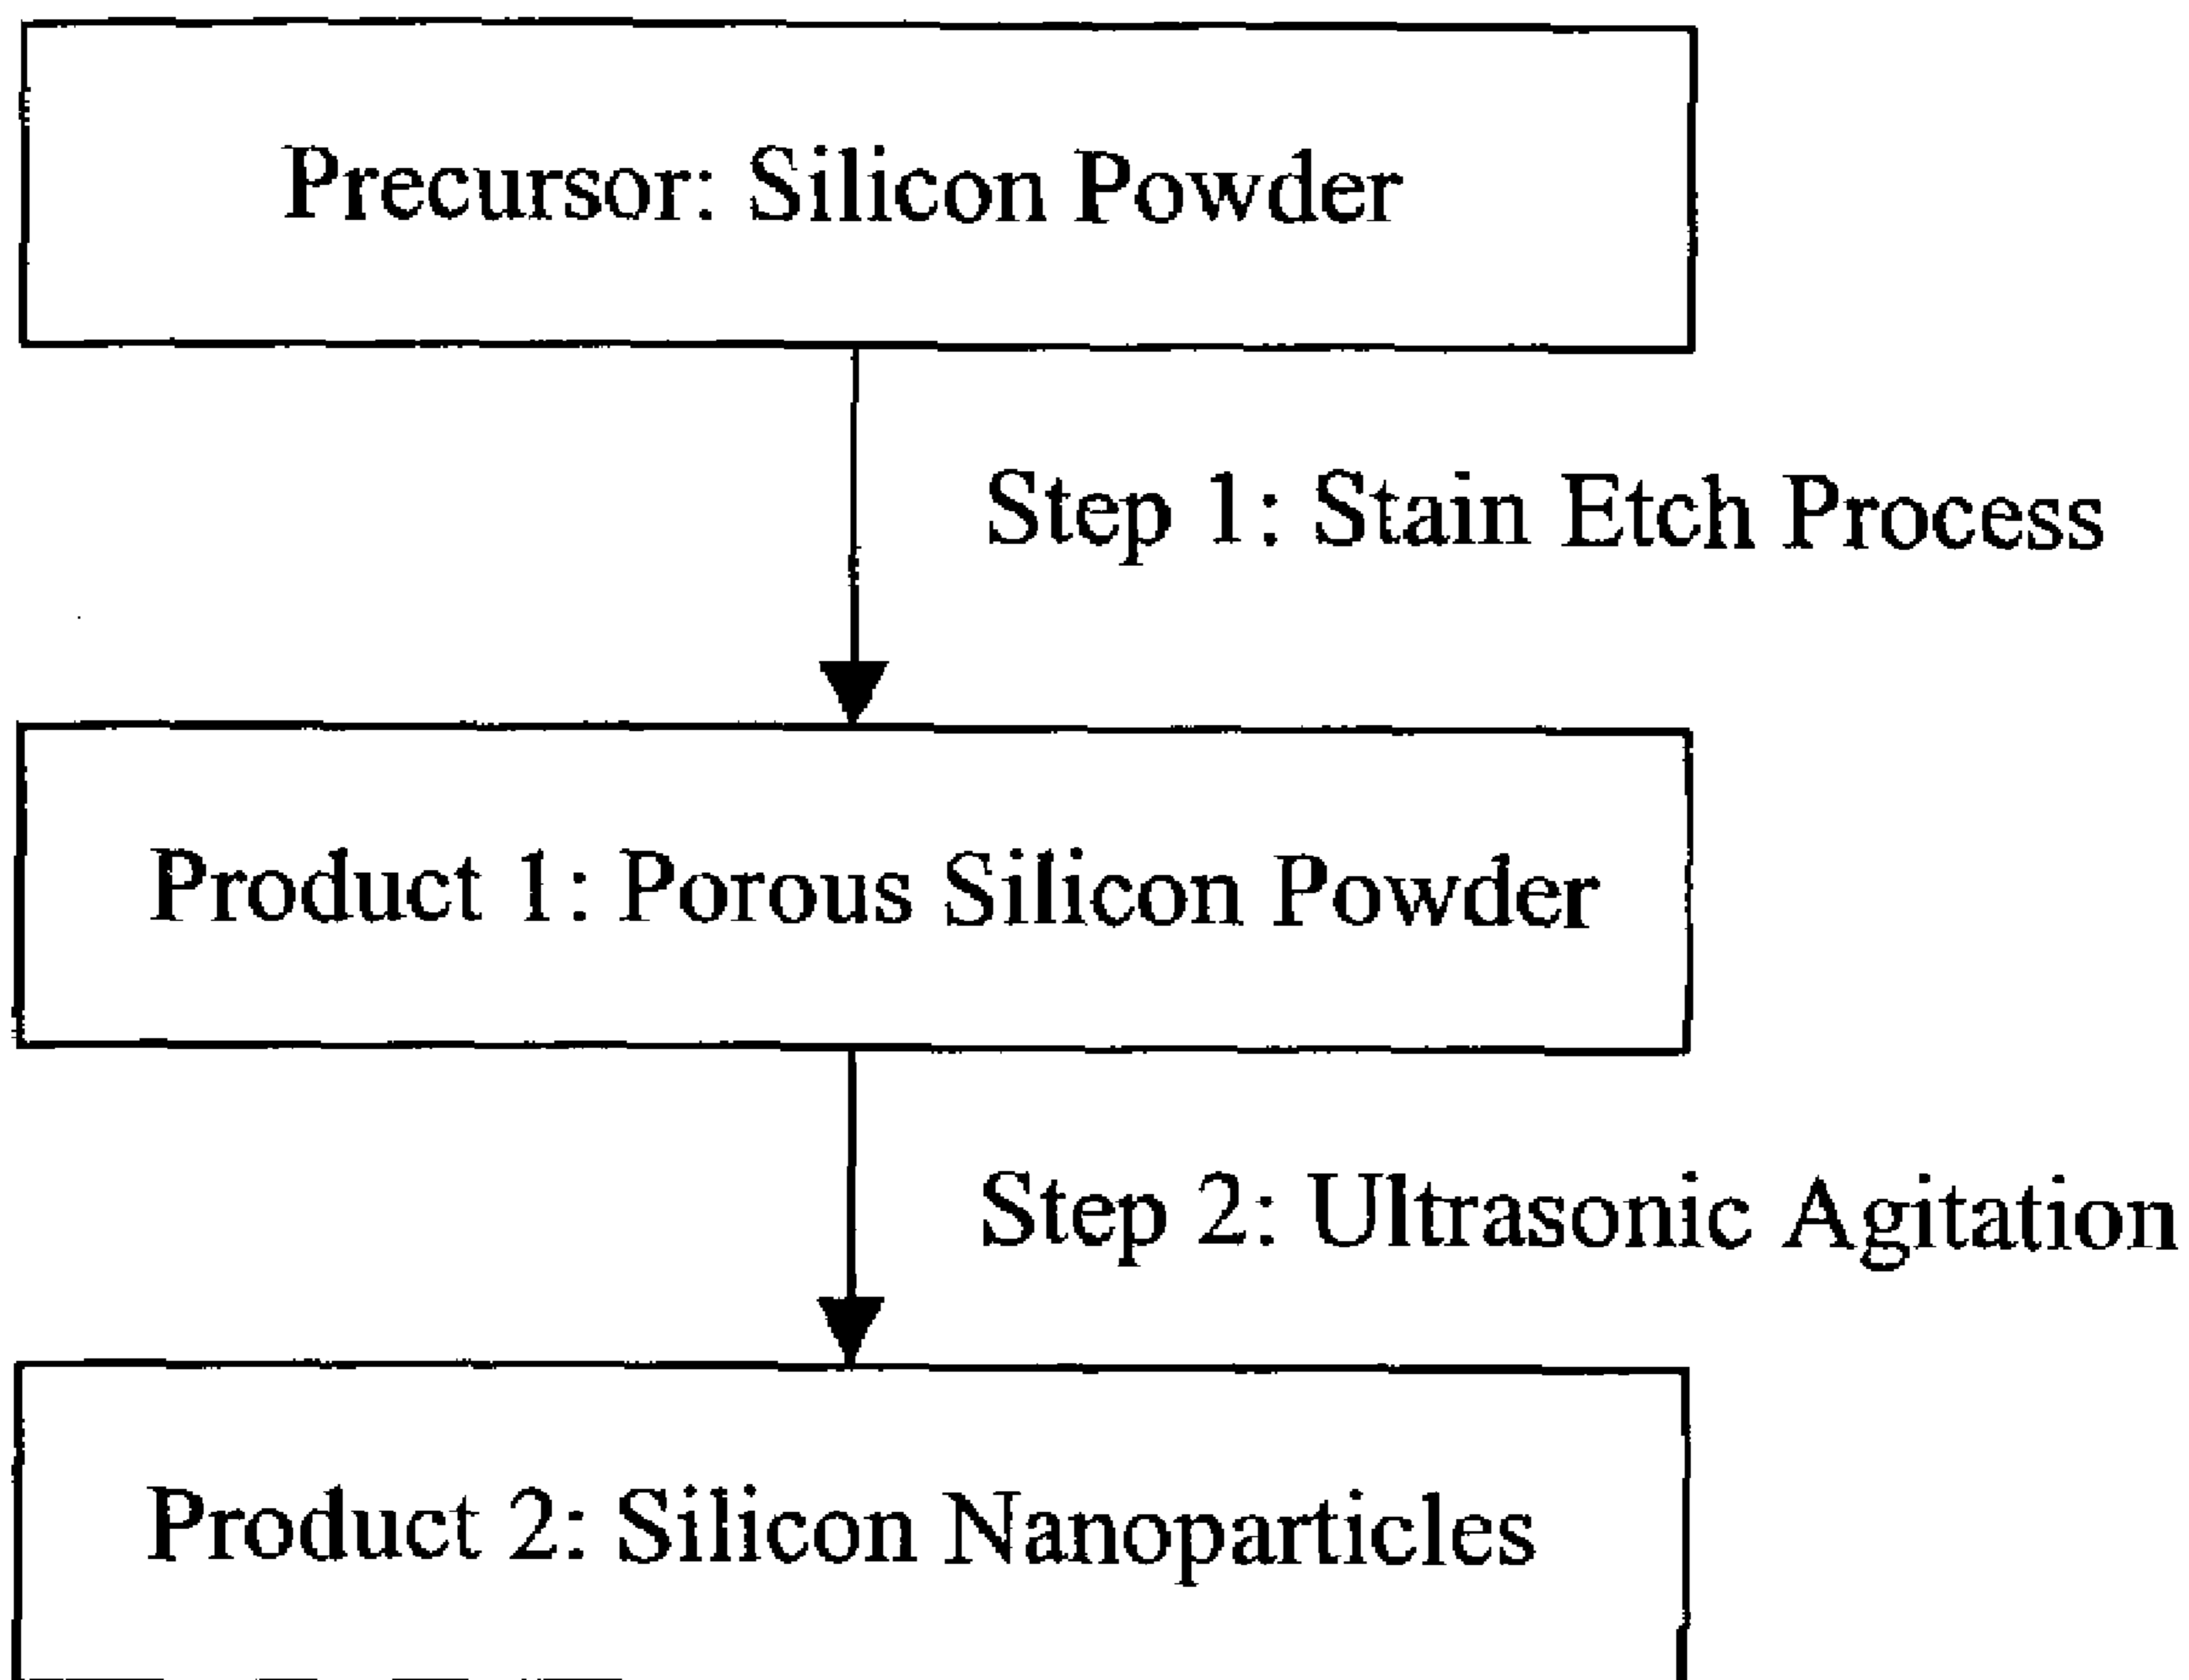 Precursor: Silicon Powder
Step 1: Stain Etch Process
Product 1: Porous Silicon Powder
Step 2: Ultrasonic Agitation
Product 2: Silicon Nanoparticles